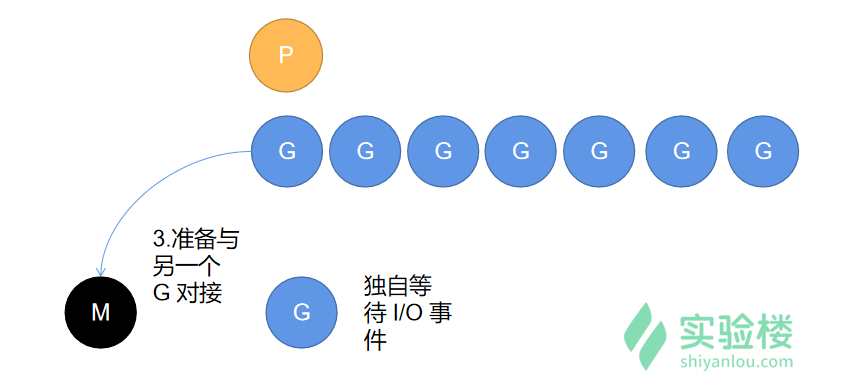 P
G G G G G G G
3.准备与
另一个
G 对接
M
G
独自等
待 I/O 事
件
实验楼
shiyanlou.com